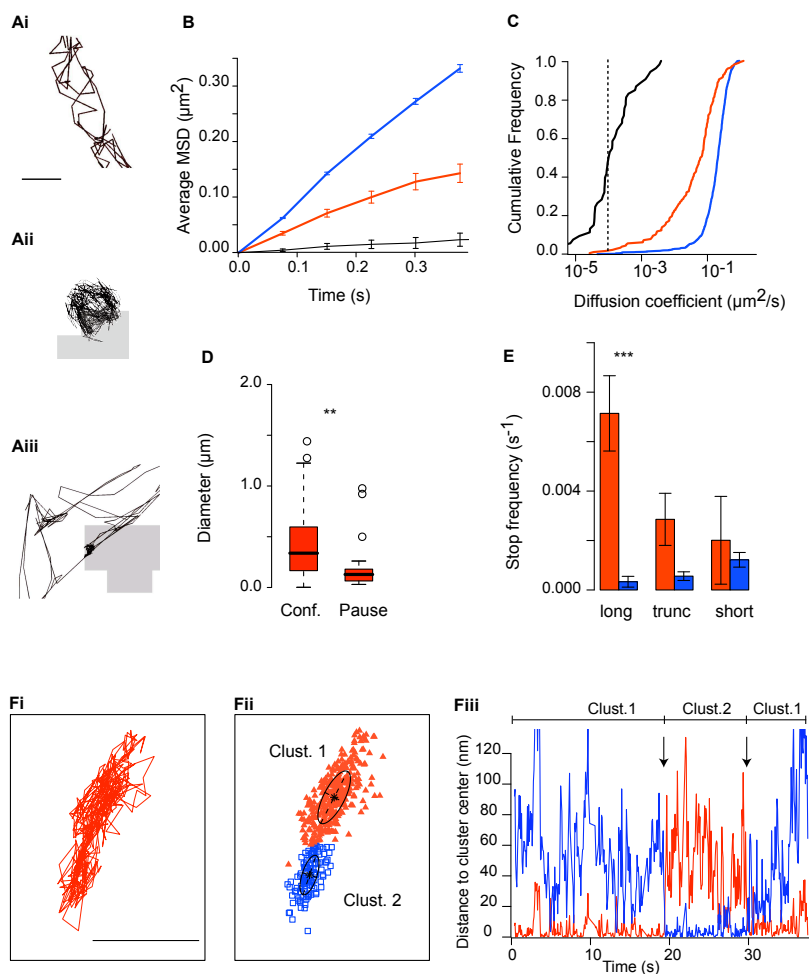 Ai
Aii
Aiii
B
Average MSD (µm²)
0.30
0.20
0.10
0.00
0.0 0.1 0.2 0.3
Time (s)
C
Cumulative Frequency
1.0
0.8
0.6
0.4
0.2
0.0
10⁻⁵ 10⁻³ 10⁻¹
Diffusion coefficient (µm²/s)
D
Diameter (µm)
2.0
1.0
0.0
**
Conf. Pause
E
Stop frequency (s⁻¹)
0.008
0.004
0.000
***
long trunc short
Fi
Fii
Clust. 1
Clust. 2
Fiii
Clust.1 Clust.2 Clust.1
Distance to cluster center (nm)
120
100
80
60
40
20
0
0 10 20 30
Time (s)